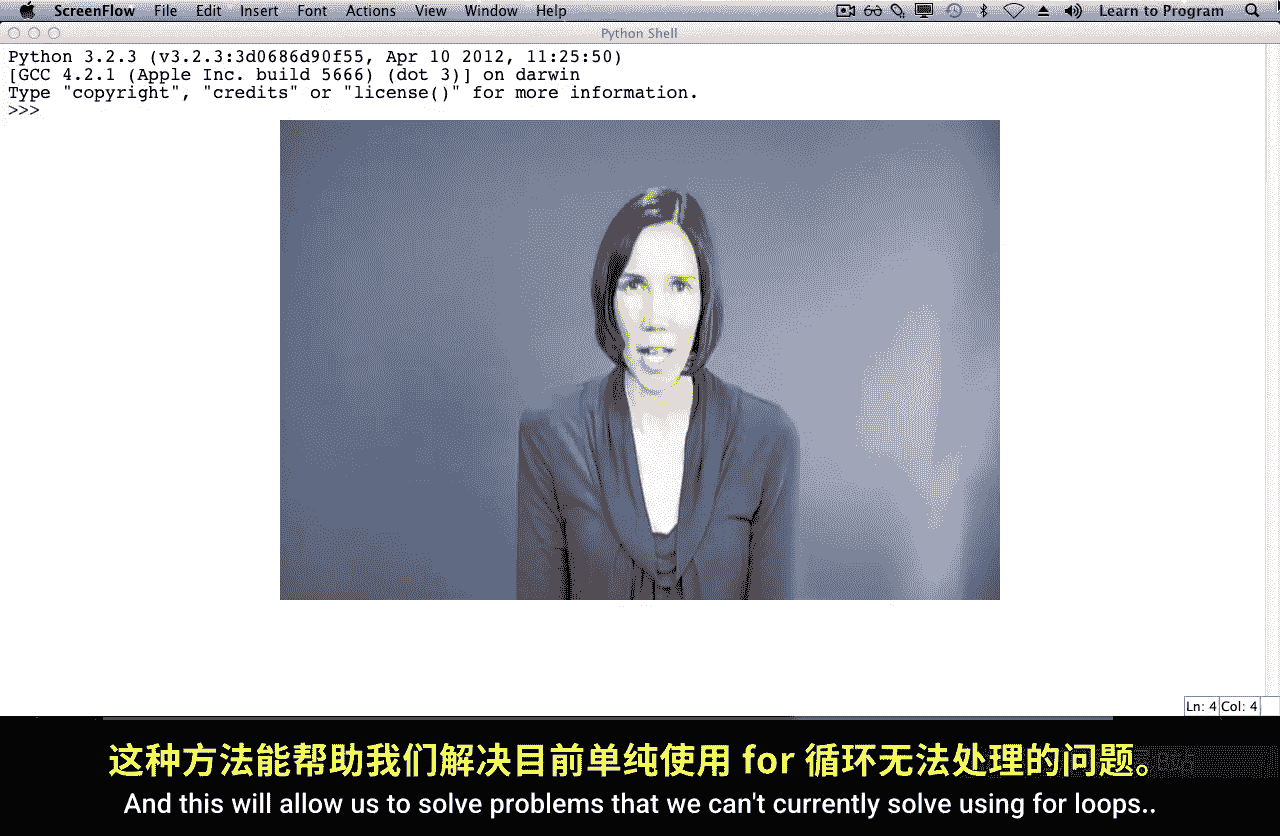 ScreenFlow File Edit Insert Font Actions View Window Help Learn to Program
Python Shell
Python 3.2.3 (v3.2.3:3d0686d90f55, Apr 10 2012, 11:25:50)
[GCC 4.2.1 (Apple Inc. build 5666) (dot 3)] on darwin
Type "copyright", "credits" or "license()" for more information.
>>>
Ln: 4 Col: 4
这种方法能帮助我们解决目前单纯使用 for 循环无法处理的问题。
And this will allow us to solve problems that we can't currently solve using for loops..